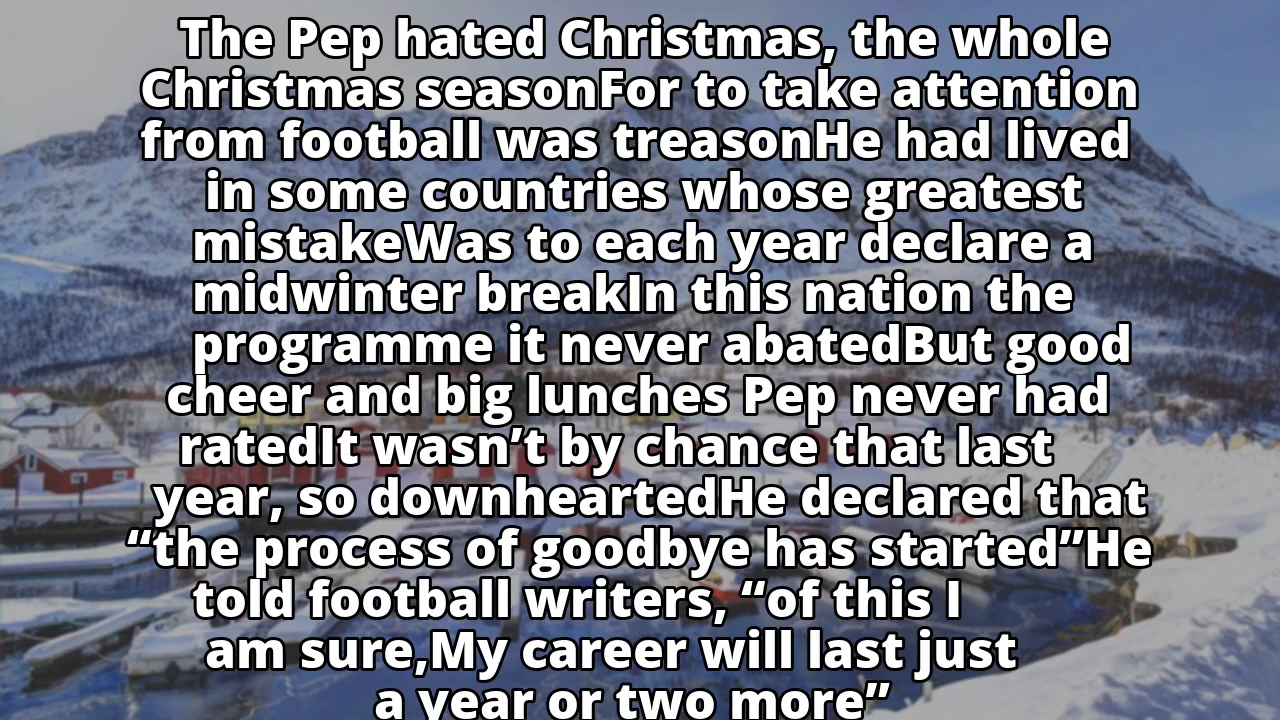 The Pep hated Christmas, the whole
Christmas seasonFor to take attention
from football was treasonHe had lived
in some countries whose greatest
mistakeWas to each year declare a
midwinter breakIn this nation the
programme it never abatedBut good
cheer and big lunches Pep never had
ratedIt wasn’t by chance that last
year, so downheartedHe declared that
“the process of goodbye has started”He
told football writers, “of this I
am sure,My career will last just
a year or two more”